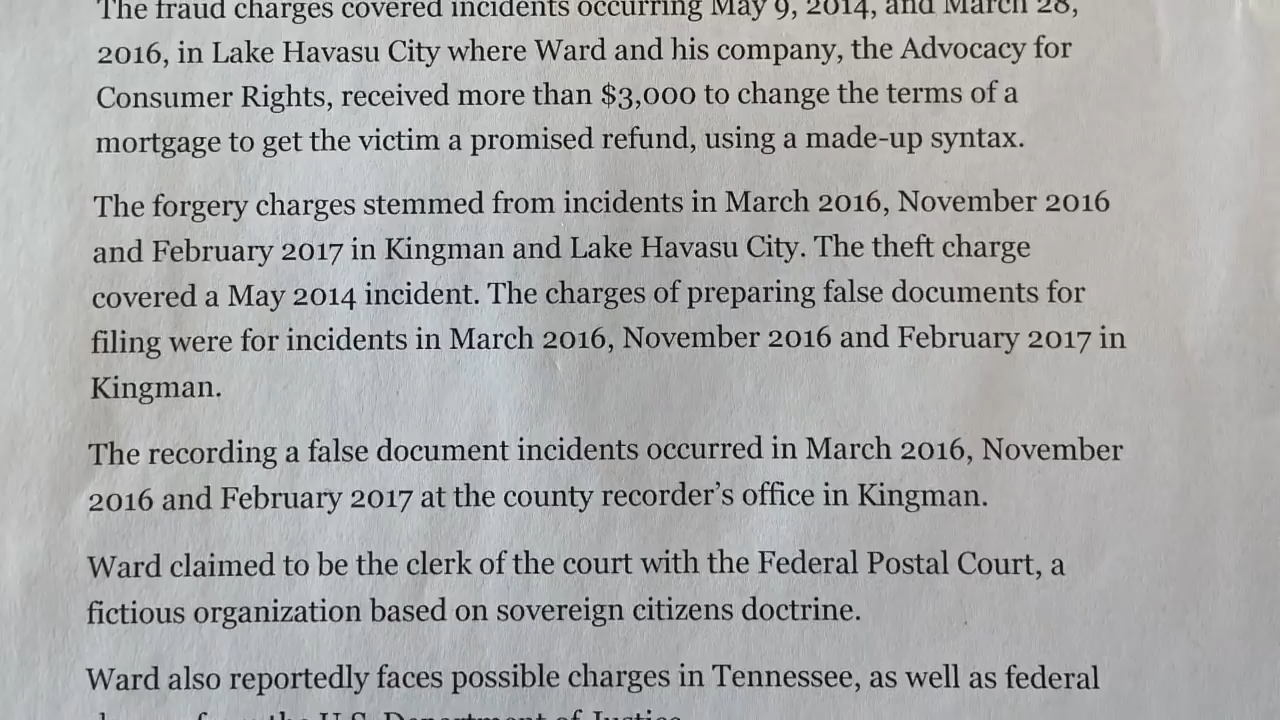 The fraud charges covered incidents occurring May 9, 2014, and March 28,
2016, in Lake Havasu City where Ward and his company, the Advocacy for
Consumer Rights, received more than $3,000 to change the terms of a
mortgage to get the victim a promised refund, using a made-up syntax.
The forgery charges stemmed from incidents in March 2016, November 2016
and February 2017 in Kingman and Lake Havasu City. The theft charge
covered a May 2014 incident. The charges of preparing false documents for
filing were for incidents in March 2016, November 2016 and February 2017 in
Kingman.
The recording a false document incidents occurred in March 2016, November
2016 and February 2017 at the county recorder’s office in Kingman.
Ward claimed to be the clerk of the court with the Federal Postal Court, a
fictious organization based on sovereign citizens doctrine.
Ward also reportedly faces possible charges in Tennessee, as well as federal
the U.S. Department of Justice